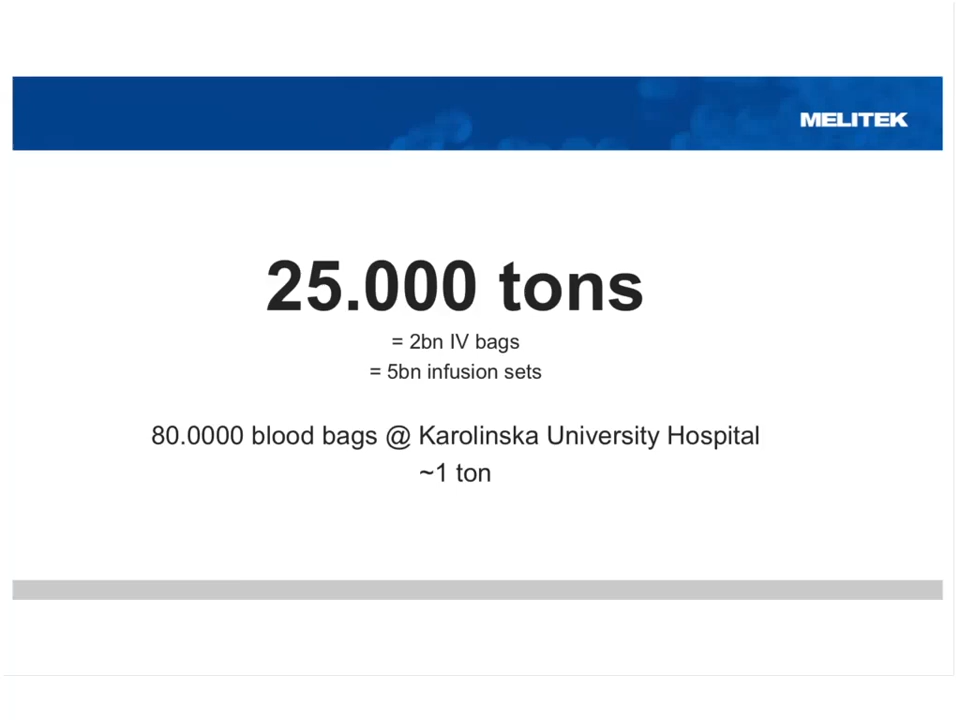 MELITEK
25.000 tons
= 2bn IV bags
= 5bn infusion sets
80.0000 blood bags @ Karolinska University Hospital
~1 ton